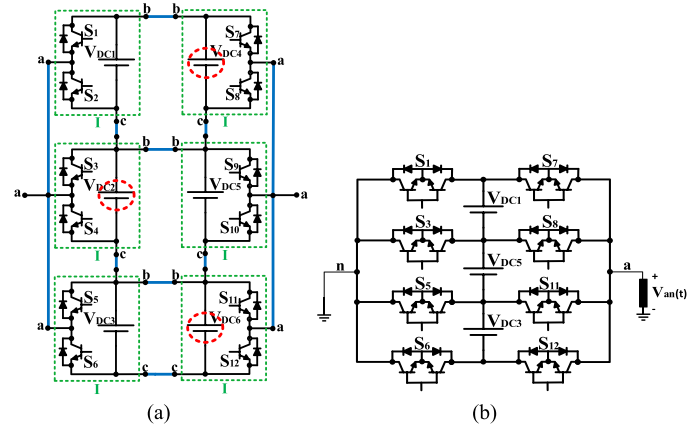 b b
S1 S7
VDC1 VDC4
a a
S2 S8
c c
I I
b b
S3 S9
VDC2 VDC5
a a
S4 S10
c c
I I
b b
S5 S11
VDC3 VDC6
a a
S6 S12
c c
I I
(a)
S1 S7
VDC1
S3 S8
n VDC5 a
+
Van(t)
-
S5 S11
VDC3
S6 S12
(b)